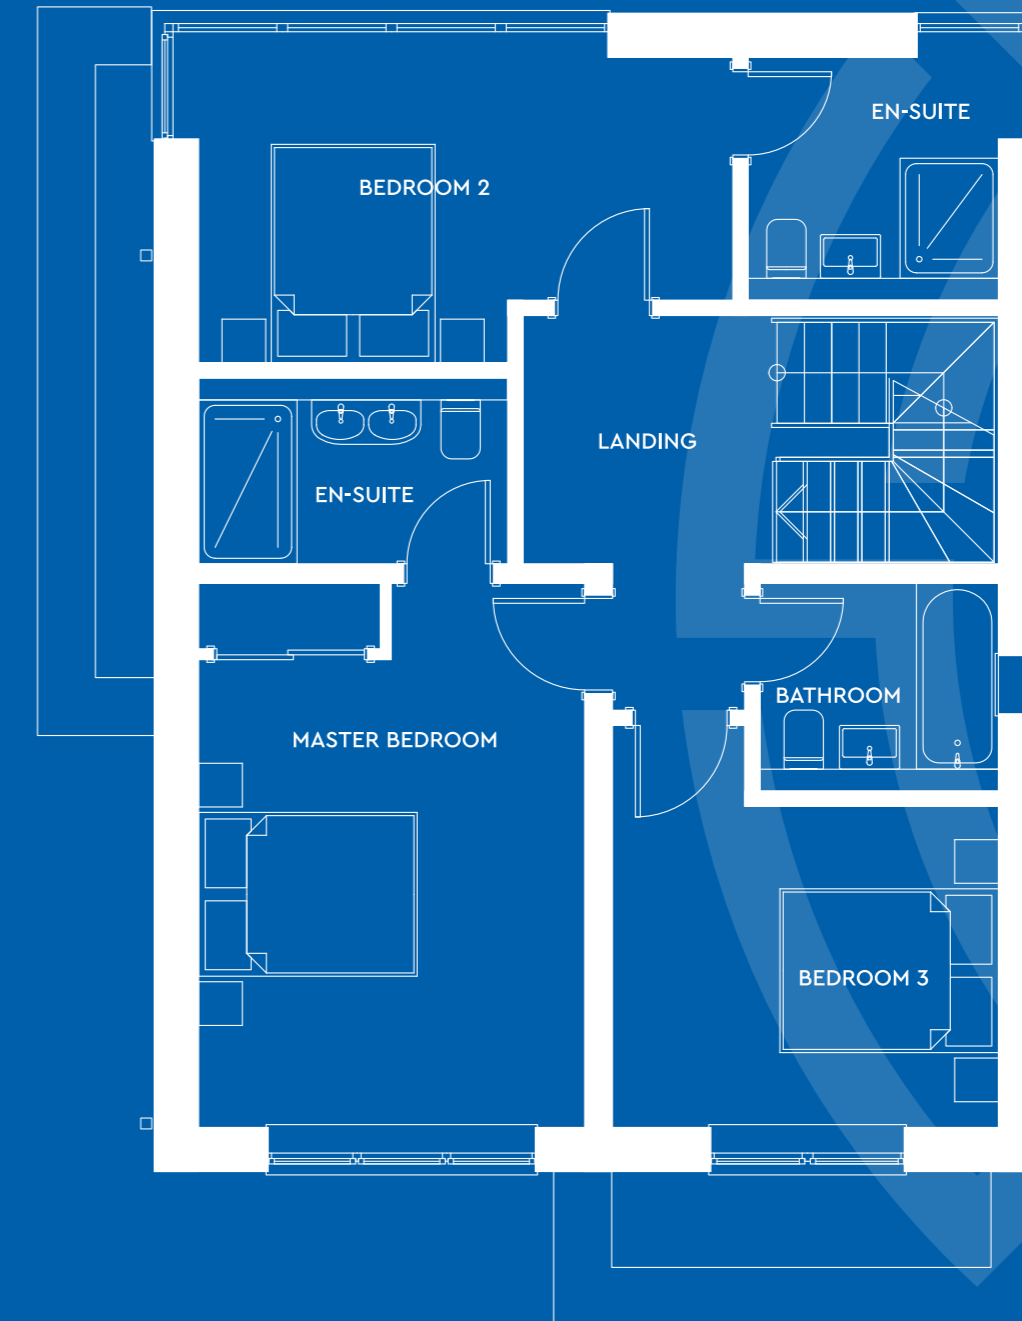 EN-SUITE
BEDROOM 2
LANDING
EN-SUITE
BATHROOM
MASTER BEDROOM
BEDROOM 3